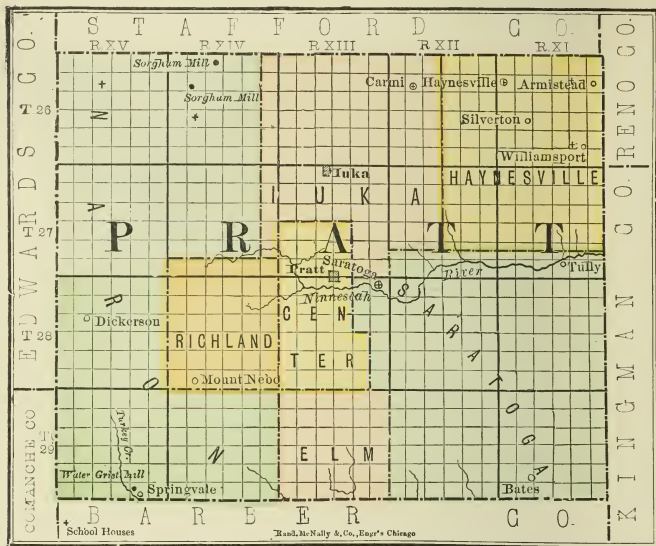 STAFFORD CO.
R.XV R.XIV R.XIII R.XII R.XI
EDWARDS CO.
COMANCHE CO
RENO CO.
KINGMAN CO.
BARBER CO.
T 26
T 27
T 28
T 29
Sorghum Mill
Sorghum Mill
Carmi Haynesville Armistead
Silverton
Williamsport
Iuka
HAYNESVILLE
IUKA
PRATT
Saratoga
Pratt
River
Tully
Ninnescah
NARRON
SARATOGA
Dickerson
CENTER
RICHLAND
Mount Nebo
Turkey Cr.
ELM
Water Grist Mill
Springvale
Bates
School Houses
Rand, McNally & Co., Engr's Chicago